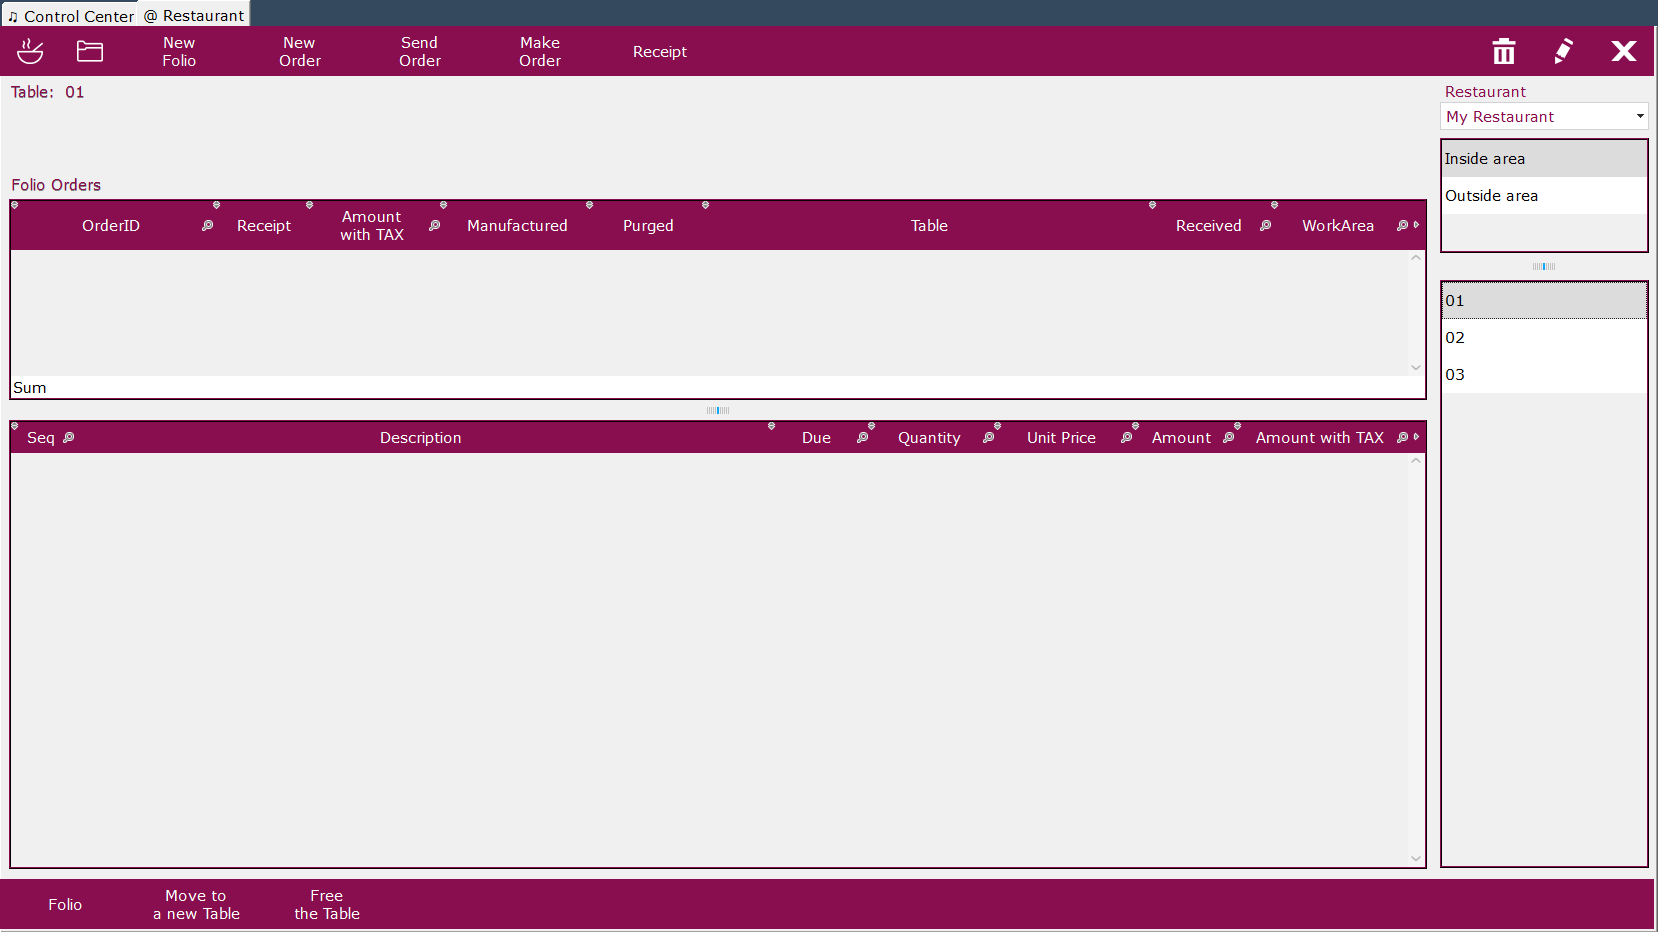 ♫ Control Center
@ Restaurant
New
Folio
New
Order
Send
Order
Make
Order
Receipt
Table: 01
Restaurant
My Restaurant
Inside area
Outside area
Folio Orders
OrderID
Receipt
Amount
with TAX
Manufactured
Purged
Table
Received
WorkArea
Sum
01
02
03
Seq
Description
Due
Quantity
Unit Price
Amount
Amount with TAX
Folio
Move to
a new Table
Free
the Table